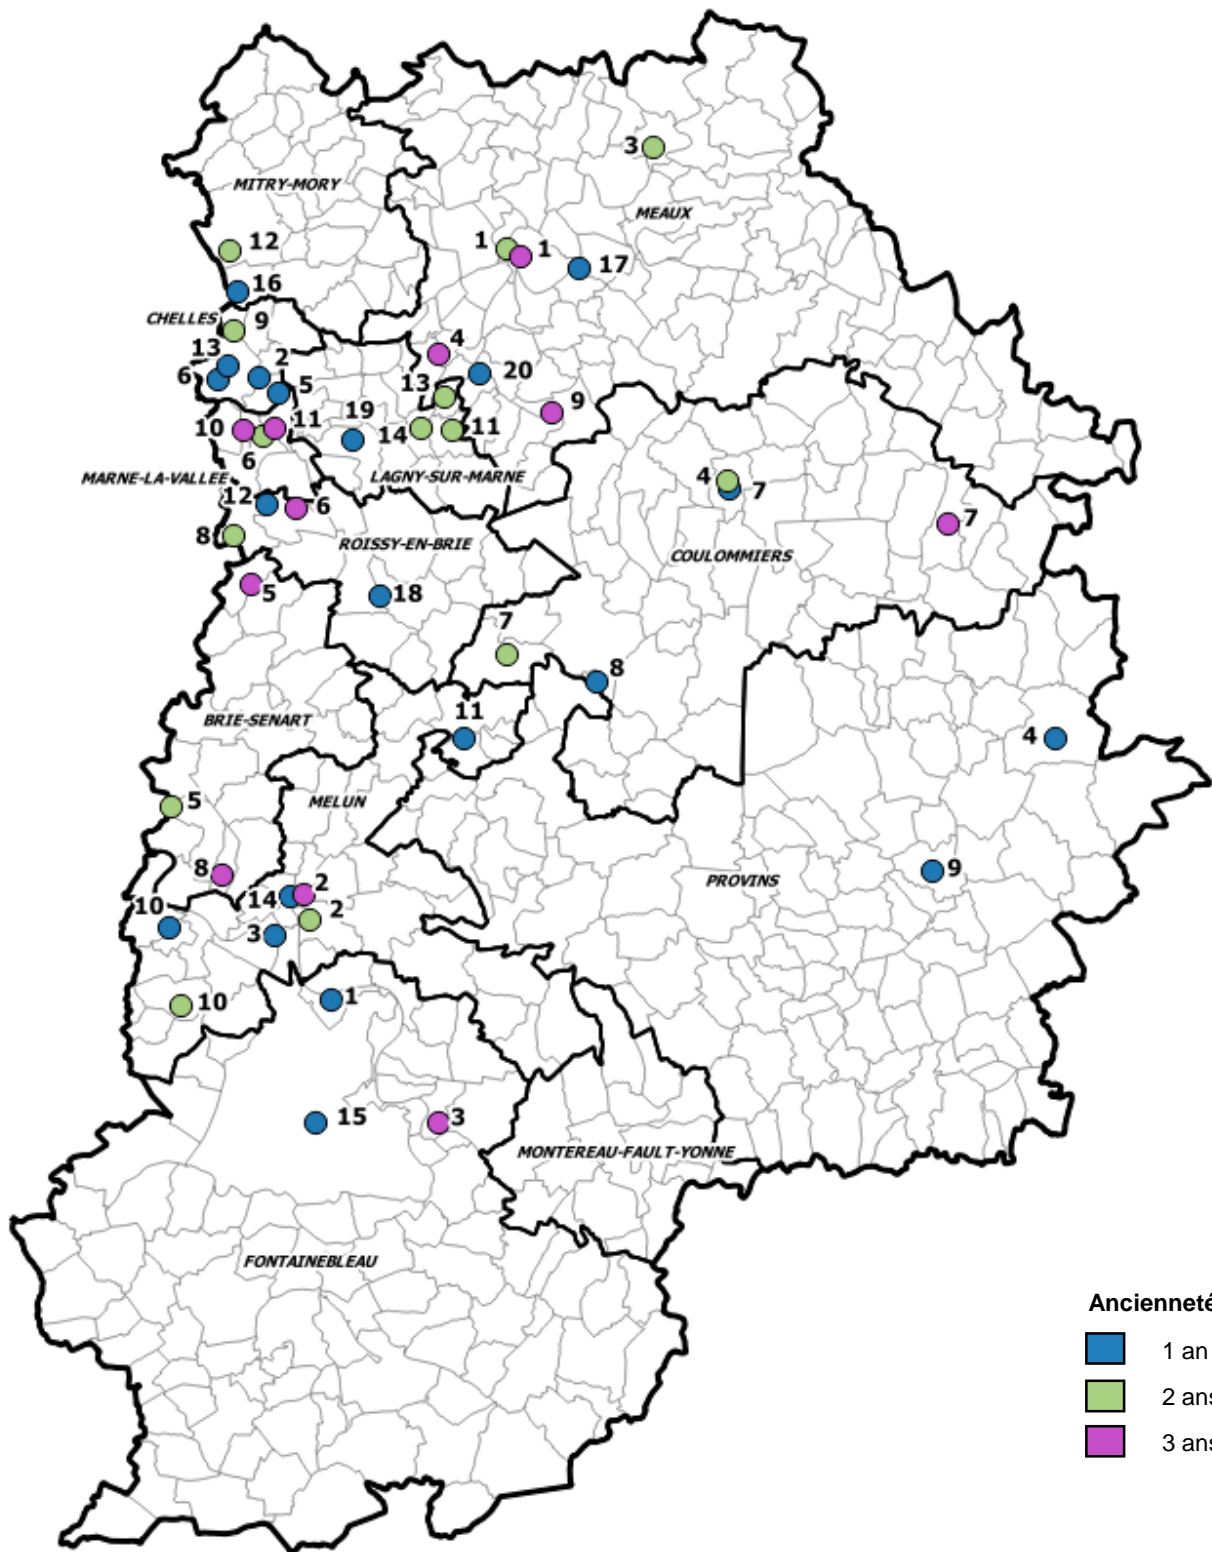 3
MITRY-MORY
MEAUX
12
1
1
17
16
CHELLES
9
4
13
2
20
6
5
13
19
9
10
11
14
11
6
MARNE-LA-VALLEE
LAGNY-SUR-MARNE
4
7
12
6
7
8
ROISSY-EN-BRIE
COULOMMIERS
5
18
7
8
BRIE-SENART
11
4
5
MELUN
8
9
PROVINS
2
14
10
2
3
1
10
15
3
MONTEREAU-FAULT-YONNE
FONTAINEBLEAU
Ancienneté
1 an
2 ans
3 ans